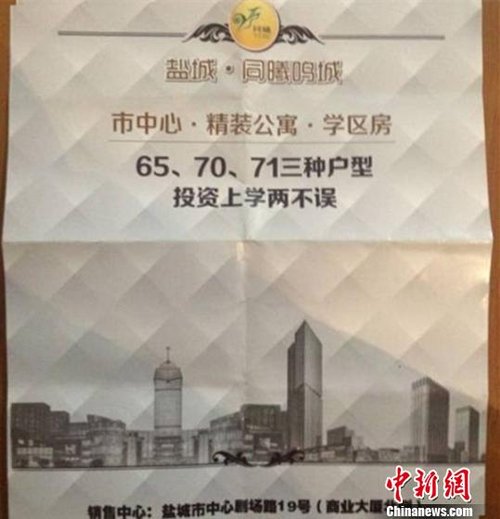 同曦
盐城·同曦鸣城
市中心·精装公寓·学区房
65、70、71三种户型
投资上学两不误
销售中心：盐城市中心剧场路19号（商业大厦
中新网
Chinanews.com